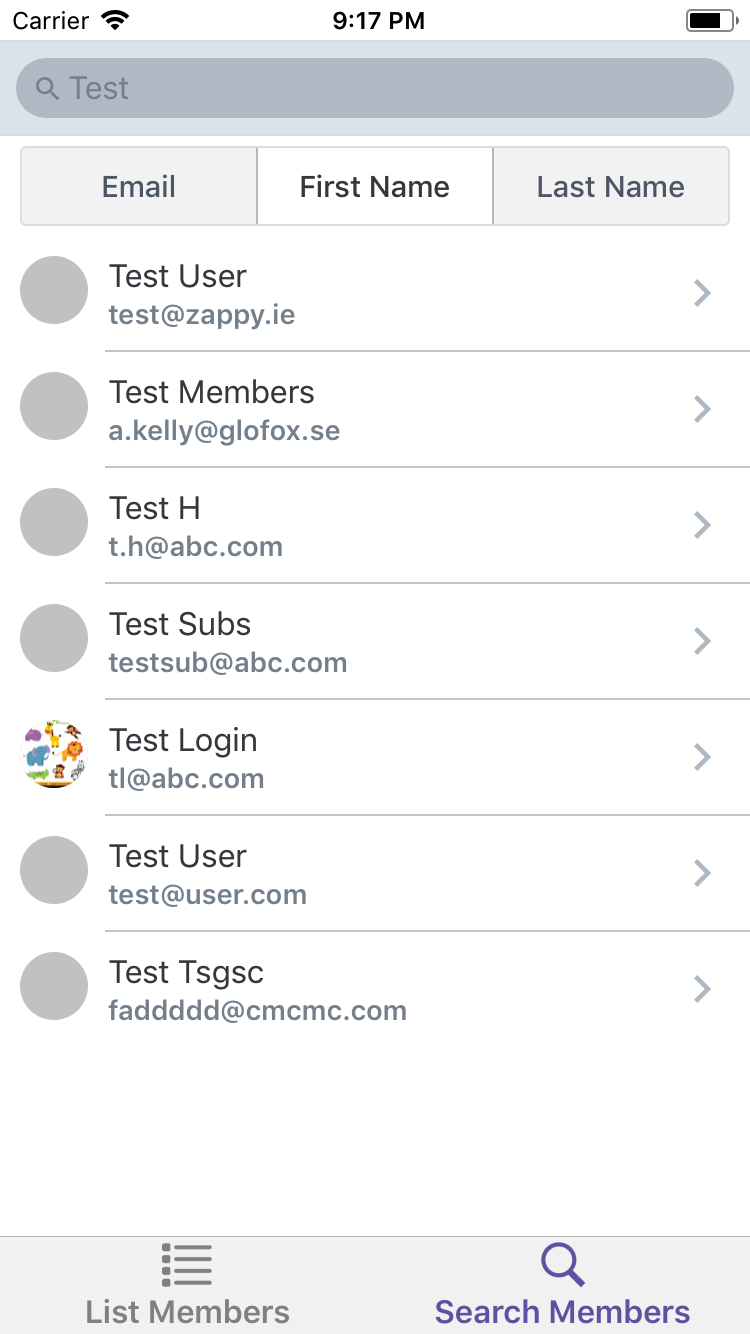 Carrier 9:17 PM
Test
Email First Name Last Name
Test User
test@zappy.ie
Test Members
a.kelly@glofox.se
Test H
t.h@abc.com
Test Subs
testsub@abc.com
Test Login
tl@abc.com
Test User
test@user.com
Test Tsgsc
faddddd@cmcmc.com
List Members Search Members